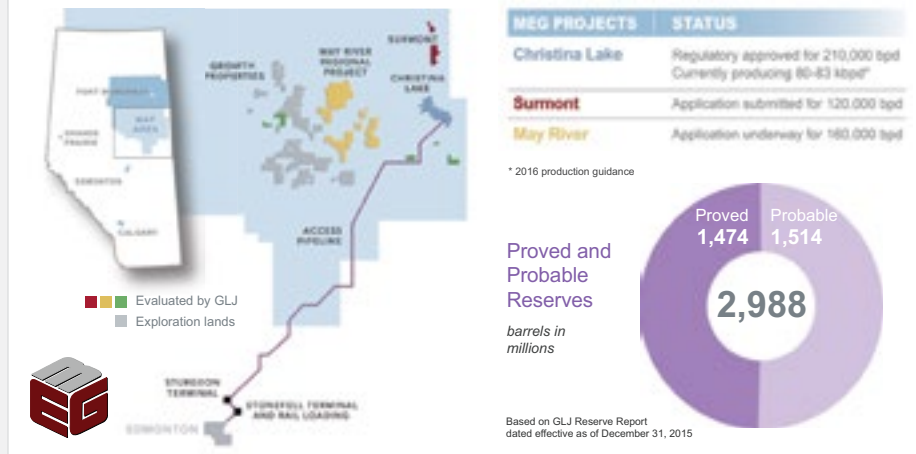 FORT MCMURRAY
MAP
AREA
GRANDE
PRAIRIE
EDMONTON
CALGARY
GROWTH
PROPERTIES
MAY RIVER
REGIONAL
PROJECT
SURMONT
CHRISTINA
LAKE
ACCESS
PIPELINE
Evaluated by GLJ
Exploration lands
STURGEON
TERMINAL
STONEFELL TERMINAL
AND RAIL LOADING
EDMONTON
MEG
MEG PROJECTS STATUS
Christina Lake Regulatory approved for 210,000 bpd
Currently producing 80-83 kbpd*
Surmont Application submitted for 120,000 bpd
May River Application underway for 160,000 bpd
* 2016 production guidance
Proved and
Probable
Reserves
barrels in
millions
Proved Probable
1,474 1,514
2,988
Based on GLJ Reserve Report
dated effective as of December 31, 2015